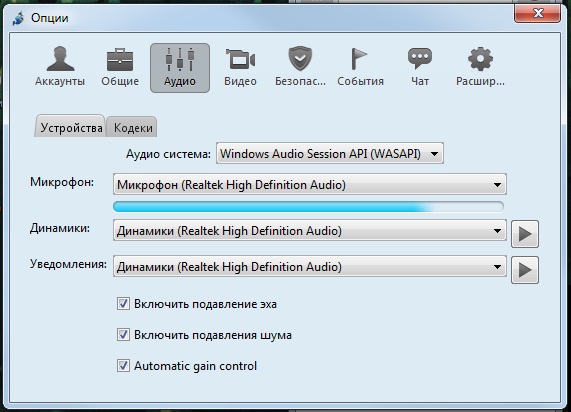 Опции
Аккаунты Общие Аудио Видео Безопас... События Чат Расшир...
Устройства Кодеки
Аудио система: Windows Audio Session API (WASAPI)
Микрофон: Микрофон (Realtek High Definition Audio)
Динамики: Динамики (Realtek High Definition Audio)
Уведомления: Динамики (Realtek High Definition Audio)
Включить подавление эха
Включить подавления шума
Automatic gain control